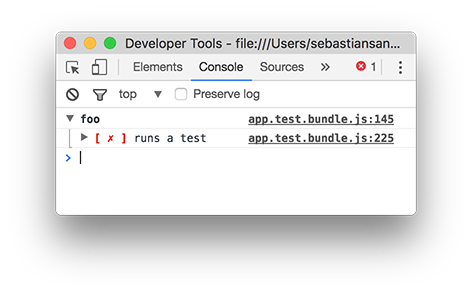 Developer Tools - file:///Users/sebastiansan...
Elements Console Sources » 1
top ▼ Preserve log
▼ foo app.test.bundle.js:145
▶ [ ✗ ] runs a test app.test.bundle.js:225
>